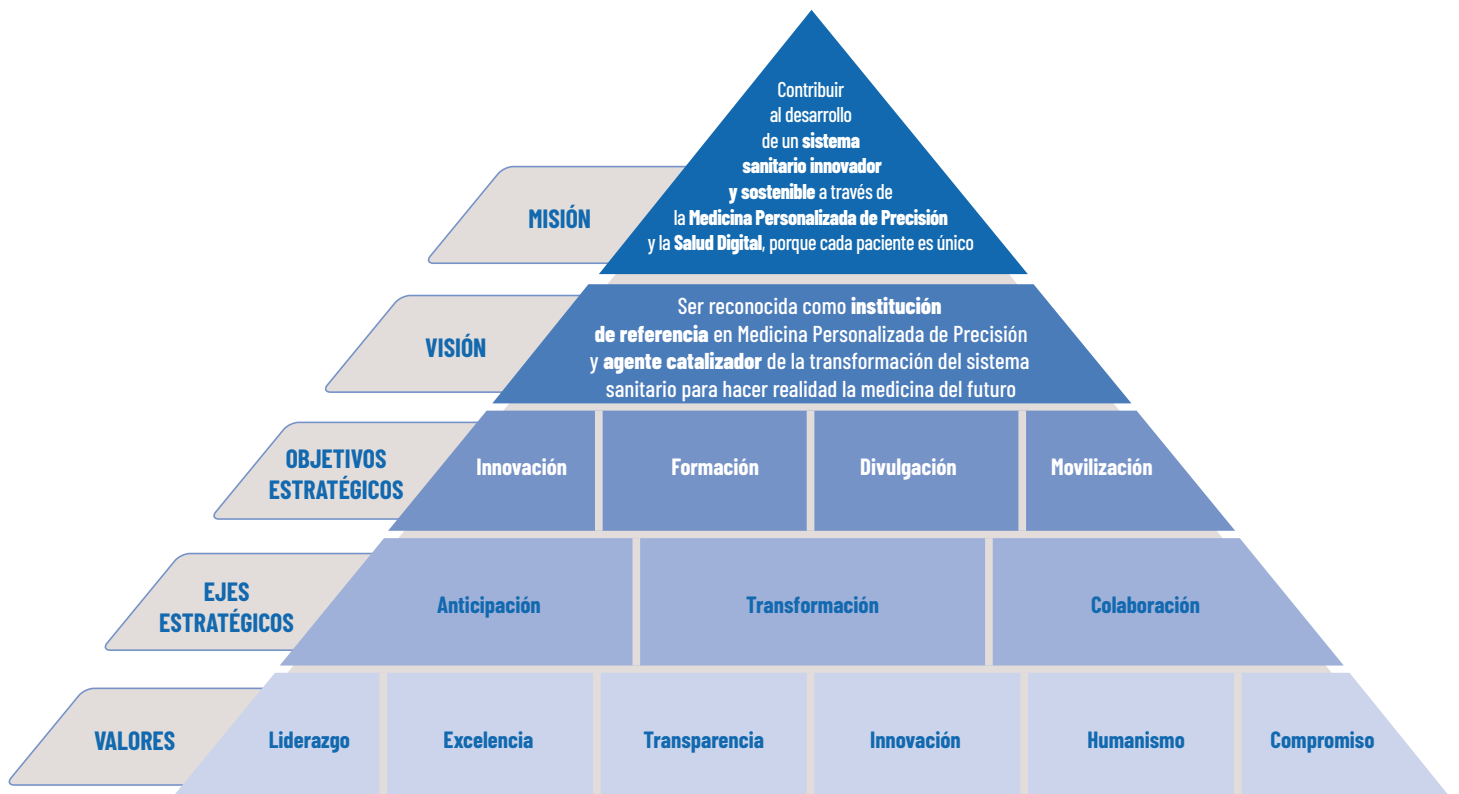 Contribuir
al desarrollo
de un sistema
sanitario innovador
y sostenible a través de
la Medicina Personalizada de Precisión
y la Salud Digital, porque cada paciente es único
MISIÓN
Ser reconocida como institución
de referencia en Medicina Personalizada de Precisión
y agente catalizador de la transformación del sistema
sanitario para hacer realidad la medicina del futuro
VISIÓN
OBJETIVOS
ESTRATÉGICOS
Innovación Formación Divulgación Movilización
EJES
ESTRATÉGICOS
Anticipación Transformación Colaboración
VALORES
Liderazgo Excelencia Transparencia Innovación Humanismo Compromiso